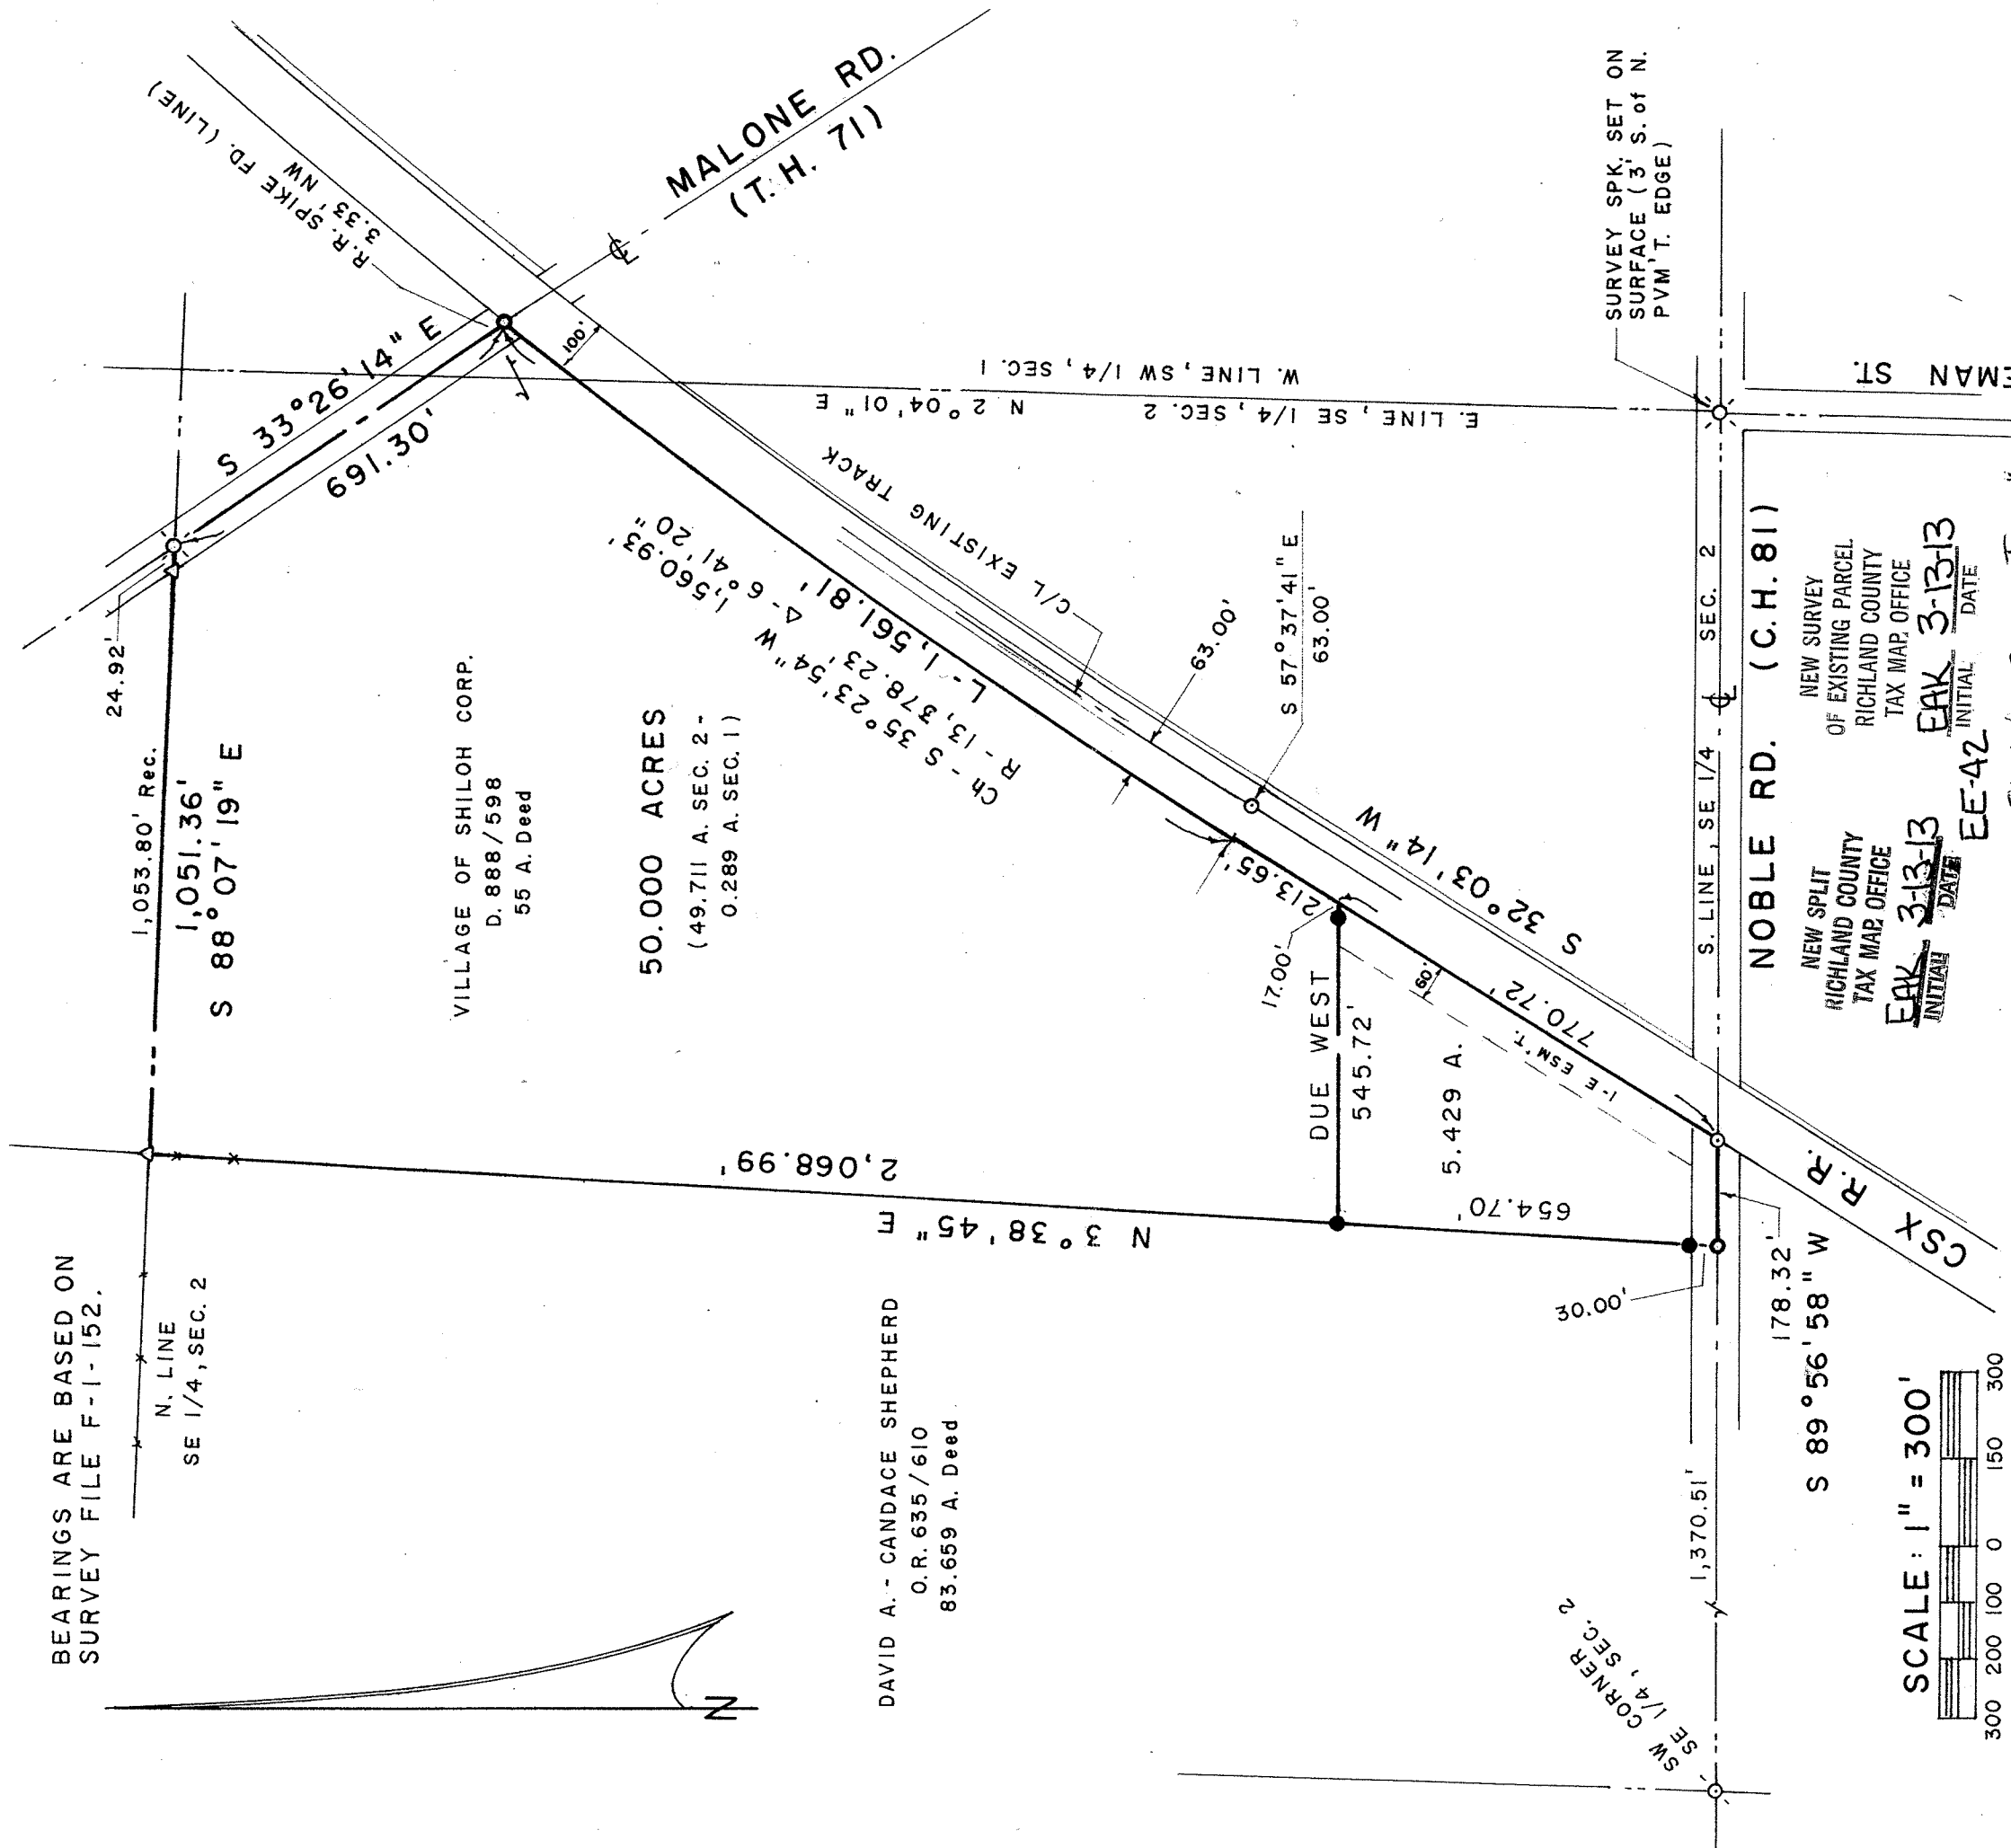 BEARINGS ARE BASED ON
SURVEY FILE F-1-152.
N. LINE
SE 1/4, SEC. 2
1,053.80' Rec.
24.92'
1,051.36'
S 88°07'19" E
S 33°26'14" E
691.30'
R.R. SPIKE FD. (LINE)
3.33' NW
MALONE RD.
(T.H. 71)
℄
100'
VILLAGE OF SHILOH CORP.
D. 888/598
55 A. Deed
50.000 ACRES
(49.711 A. SEC. 2 -
0.289 A. SEC. 1)
1,560.93'
Δ - 6°41'20"
L - 1,561.81'
R - 13,378.23'
Ch - S 35°23'54" W
C/L EXISTING TRACK
W. LINE, SW 1/4, SEC. 1
N 2°04'01" E
E. LINE, SE 1/4, SEC. 2
63.00'
S 57°37'41" E
63.00'
213.65'
S 32°03'14" W
17.00'
DUE WEST
545.72'
60'
770.72'
1-E ESM'T.
5.429 A.
654.70'
2,068.99'
N 3°38'45" E
DAVID A. - CANDACE SHEPHERD
O.R. 635/610
83.659 A. Deed
N
30.00'
178.32'
S 89°56'58" W
1,370.51'
SW CORNER
SE 1/4, SEC. 2
CSX R.R.
S. LINE, SE 1/4 SEC. 2
℄
NOBLE RD. (C.H. 81)
SURVEY SPK. SET ON
SURFACE (3' S. of N.
PVM'T. EDGE)
EMAN ST.
NEW SPLIT
RICHLAND COUNTY
TAX MAP OFFICE
EAK 3-13-13
INITIAL DATE
NEW SURVEY
OF EXISTING PARCEL
RICHLAND COUNTY
TAX MAP OFFICE
EAK 3-13-13
INITIAL DATE
EE-42
SCALE: 1" = 300'
300 200 100 0 150 300